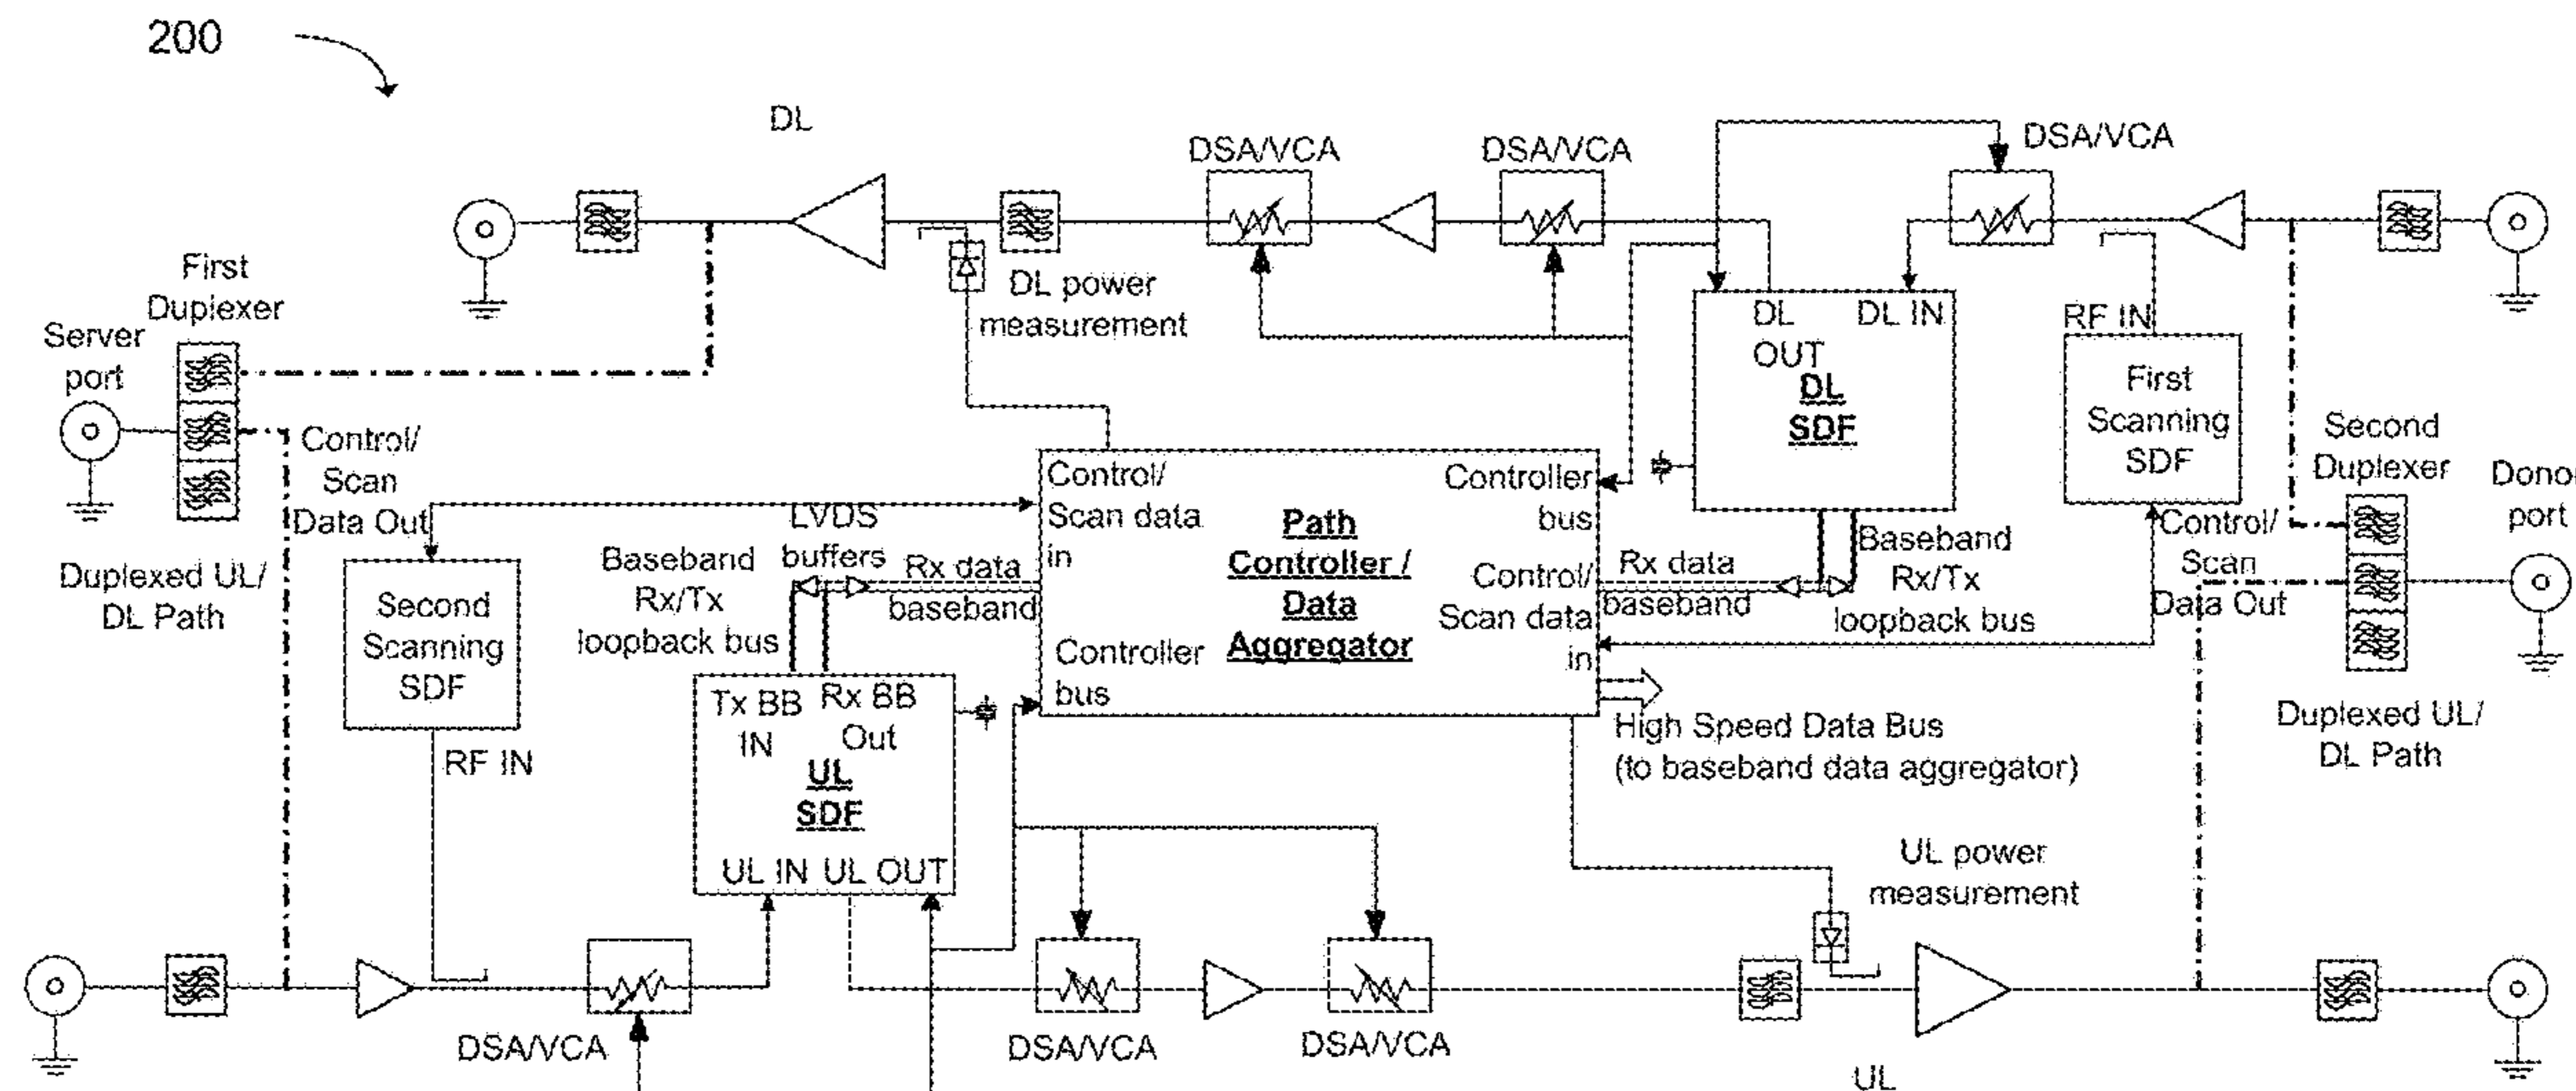 200
DL
DSA/VCA
DSA/VCA
DSA/VCA
First
Duplexer
Server
port
DL power
measurement
DL
OUT
DL IN
DL
SDF
RF IN
First
Scanning
SDF
Second
Duplexer
Donor
port
Control/
Scan
Data Out
Duplexed UL/
DL Path
Second
Scanning
SDF
RF IN
Baseband
Rx/Tx
loopback bus
LVDS
buffers
Rx data
baseband
Control/
Scan data
in
Controller
bus
Path
Controller /
Data
Aggregator
Controller
bus
Control/
Scan data
in
Rx data
baseband
Baseband
Rx/Tx
loopback bus
Control/
Scan
Data Out
Duplexed UL/
DL Path
High Speed Data Bus
(to baseband data aggregator)
Tx BB
IN
Rx BB
Out
UL
SDF
UL IN
UL OUT
UL power
measurement
DSA/VCA
DSA/VCA
DSA/VCA
UL